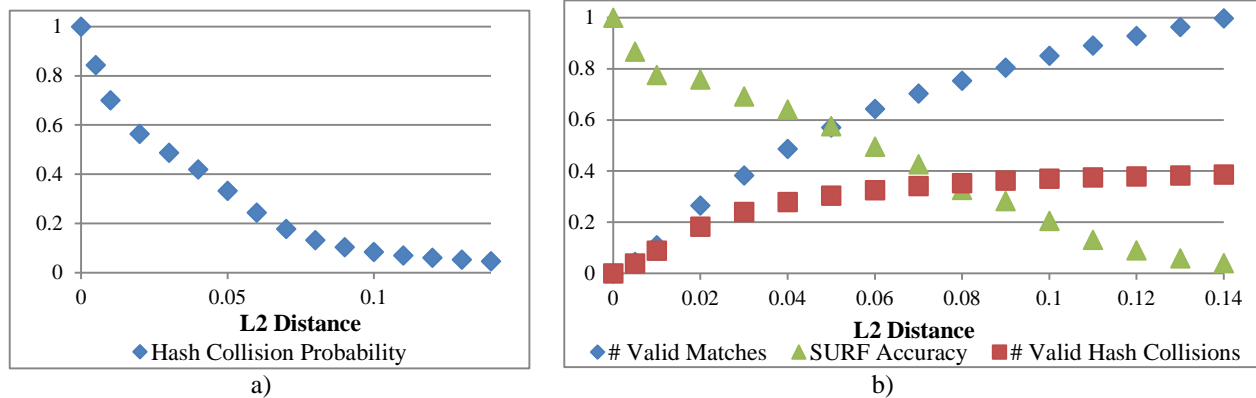 1
0.8
0.6
0.4
0.2
0
0 0.05 0.1
L2 Distance
Hash Collision Probability
a)
1
0.8
0.6
0.4
0.2
0
0 0.02 0.04 0.06 0.08 0.1 0.12 0.14
L2 Distance
# Valid Matches SURF Accuracy # Valid Hash Collisions
b)